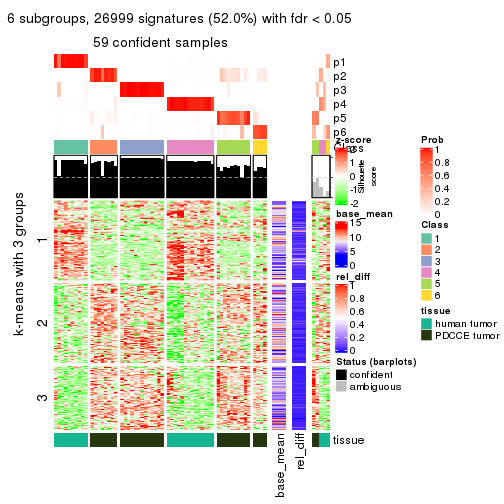 6 subgroups, 26999 signatures (52.0%) with fdr < 0.05
59 confident samples
p1
p2
p3
p4
p5
p6
Class
Silhouette
score
k-means with 3 groups
1
2
3
base_mean
rel_diff
tissue
z-score
2
1
0
-1
-2
base_mean
15
10
5
0
rel_diff
1
0.8
0.6
0.4
0.2
0
Status (barplots)
confident
ambiguous
Prob
1
0.8
0.6
0.4
0.2
0
Class
1
2
3
4
5
6
tissue
human tumor
PDCCE tumor